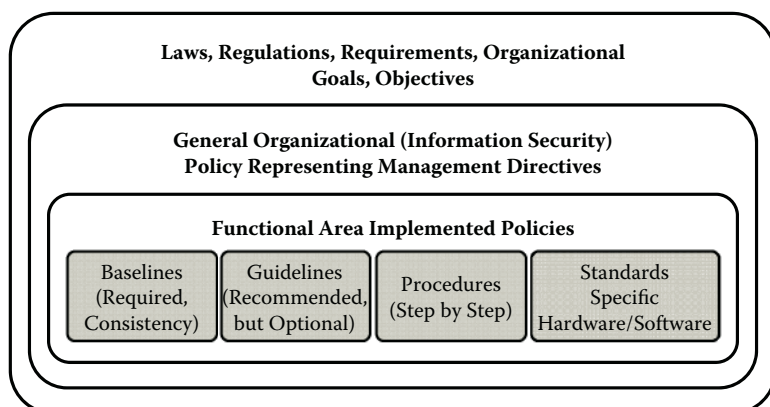 Laws, Regulations, Requirements, Organizational
Goals, Objectives
General Organizational (Information Security)
Policy Representing Management Directives
Functional Area Implemented Policies
Baselines
(Required,
Consistency)
Guidelines
(Recommended,
but Optional)
Procedures
(Step by Step)
Standards
Specific
Hardware/Software